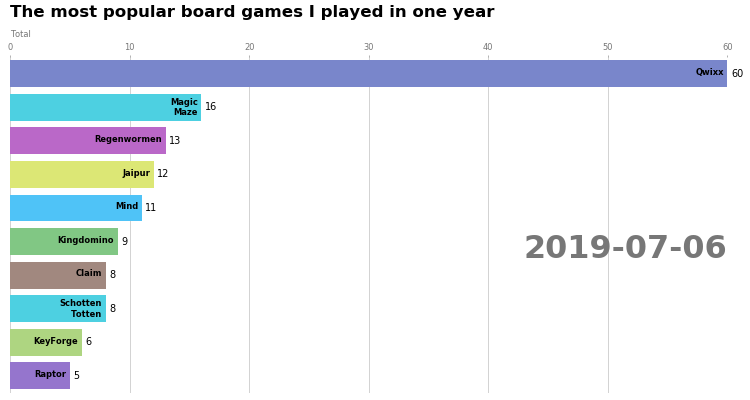 The most popular board games I played in one year
Total
0 10 20 30 40 50 60
Qwixx 60
Magic
Maze 16
Regenwormen 13
Jaipur 12
Mind 11
Kingdomino 9
2019-07-06
Claim 8
Schotten
Totten 8
KeyForge 6
Raptor 5